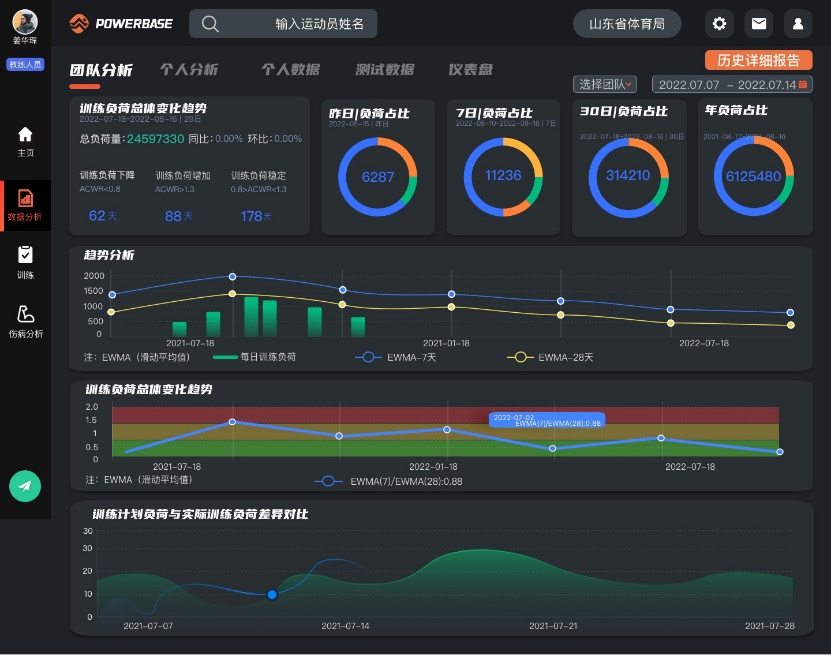 POWERBASE
输入运动员姓名
山东省体育局
姜华琛
教练人员
主页
数据分析
训练
伤病分析
团队分析 个人分析 个人数据 测试数据 仪表盘
历史详细报告
选择团队 2022.07.07 - 2022.07.14
训练负荷总体变化趋势
2022-07-18-2022-08-16 | 29日
总负荷量:24597330 同比:0.00% 环比:0.00%
训练负荷下降 训练负荷增加 训练负荷稳定
ACWR<0.8 ACWR>1.3 0.8>ACWR<1.3
62天 88天 178天
昨日|负荷占比
2022-08-15 | 昨日
6287
7日|负荷占比
2022-08-10-2022-08-16 | 7日
11236
30日|负荷占比
2022-07-18-2022-08-16 | 30日
314210
年负荷占比
2021-08-17-2022-08-16
6125480
趋势分析
2000
1500
1000
500
0
2021-07-18 2021-01-18 2022-07-18
注: EWMA (滑动平均值) 每日训练负荷 EWMA-7天 EWMA-28天
训练负荷总体变化趋势
2.0
1.5
1
0.5
0
2022-07-02
EWMA(7)/EWMA(28):0.88
2021-07-18 2022-01-18 2022-07-18
注: EWMA (滑动平均值) EWMA(7)/EWMA(28):0.88
训练计划负荷与实际训练负荷差异对比
30
30
20
10
0
2021-07-07 2021-07-14 2021-07-21 2021-07-28